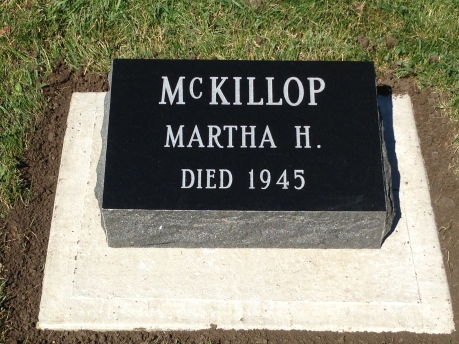 McKILLOP
MARTHA H.
DIED 1945